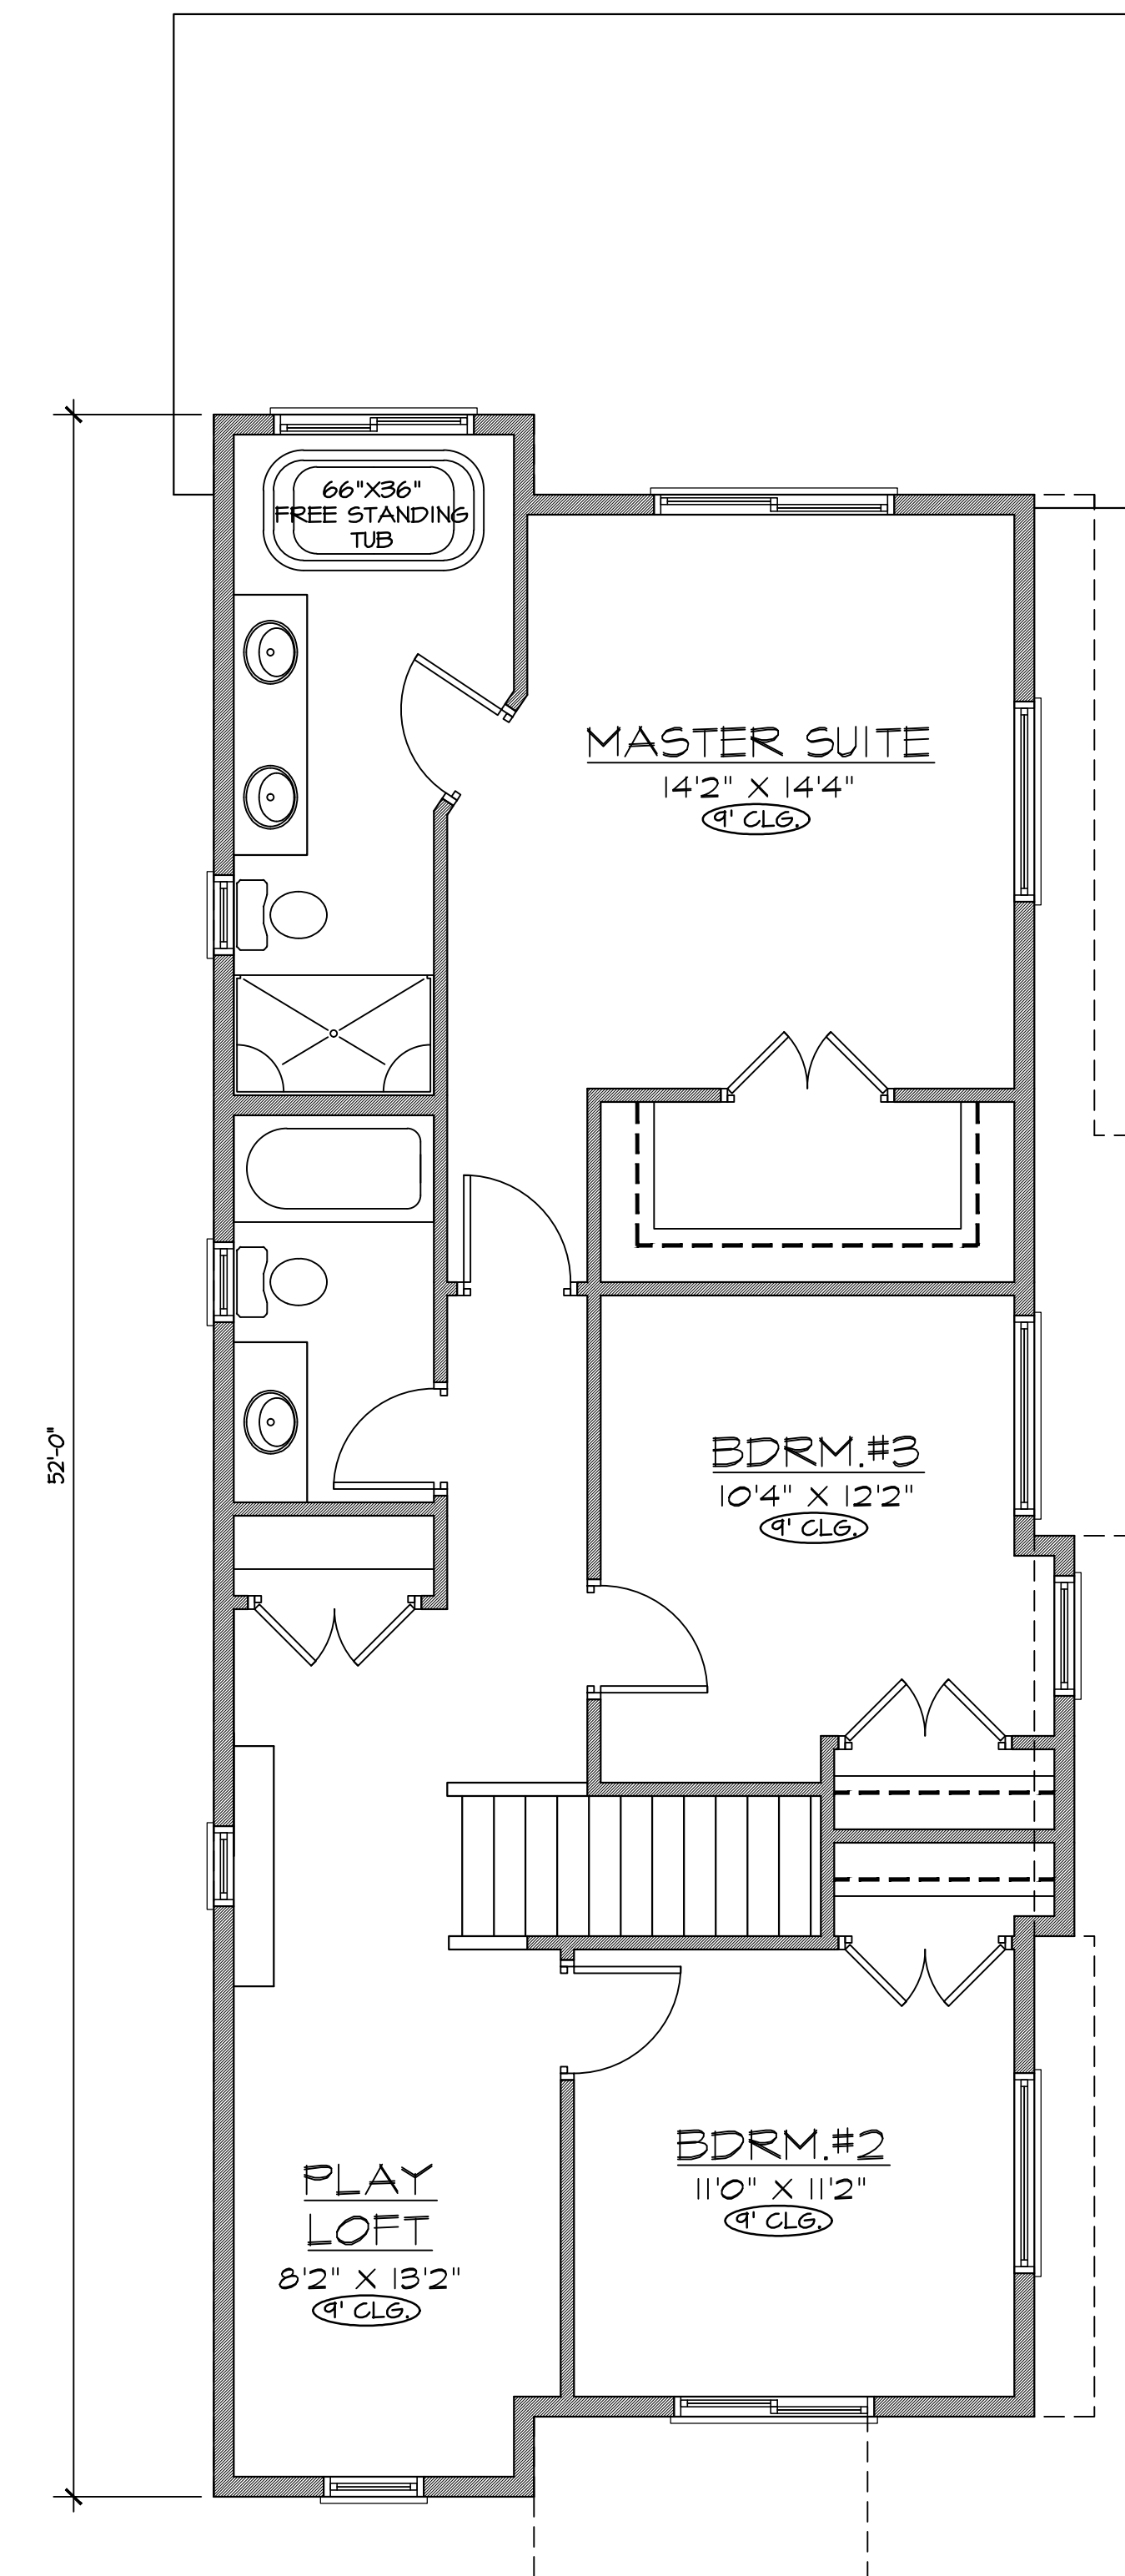 66"X36"
FREE STANDING
TUB
MASTER SUITE
14'2" X 14'4"
9' CLG.
52'-0"
BDRM.#3
10'4" X 12'2"
9' CLG.
BDRM.#2
11'0" X 11'2"
9' CLG.
PLAY
LOFT
8'2" X 13'2"
9' CLG.